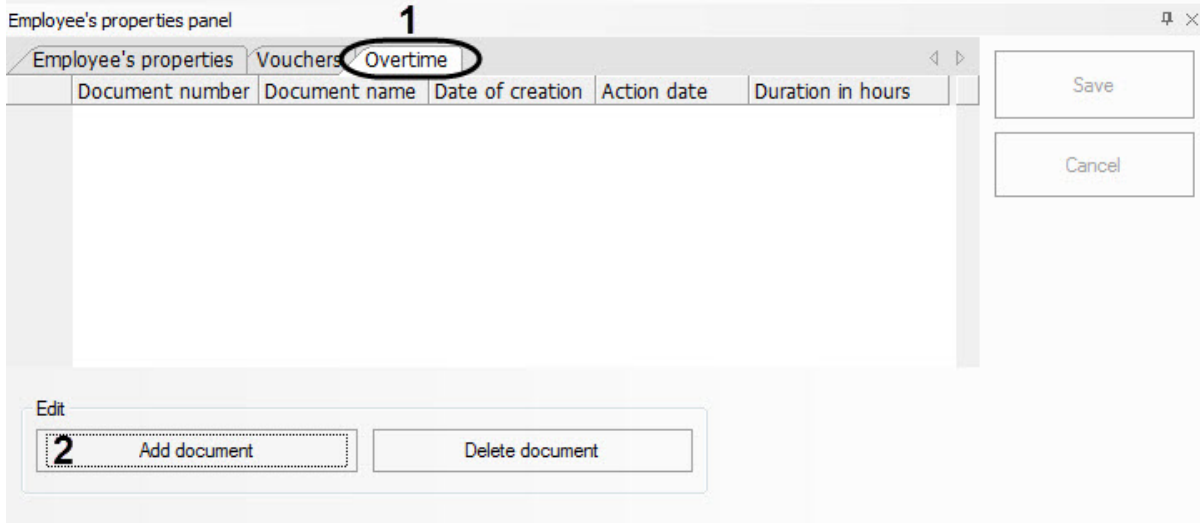 Employee's properties panel
1
Employee's properties Vouchers Overtime
Document number Document name Date of creation Action date Duration in hours
Save
Cancel
Edit
2 Add document Delete document